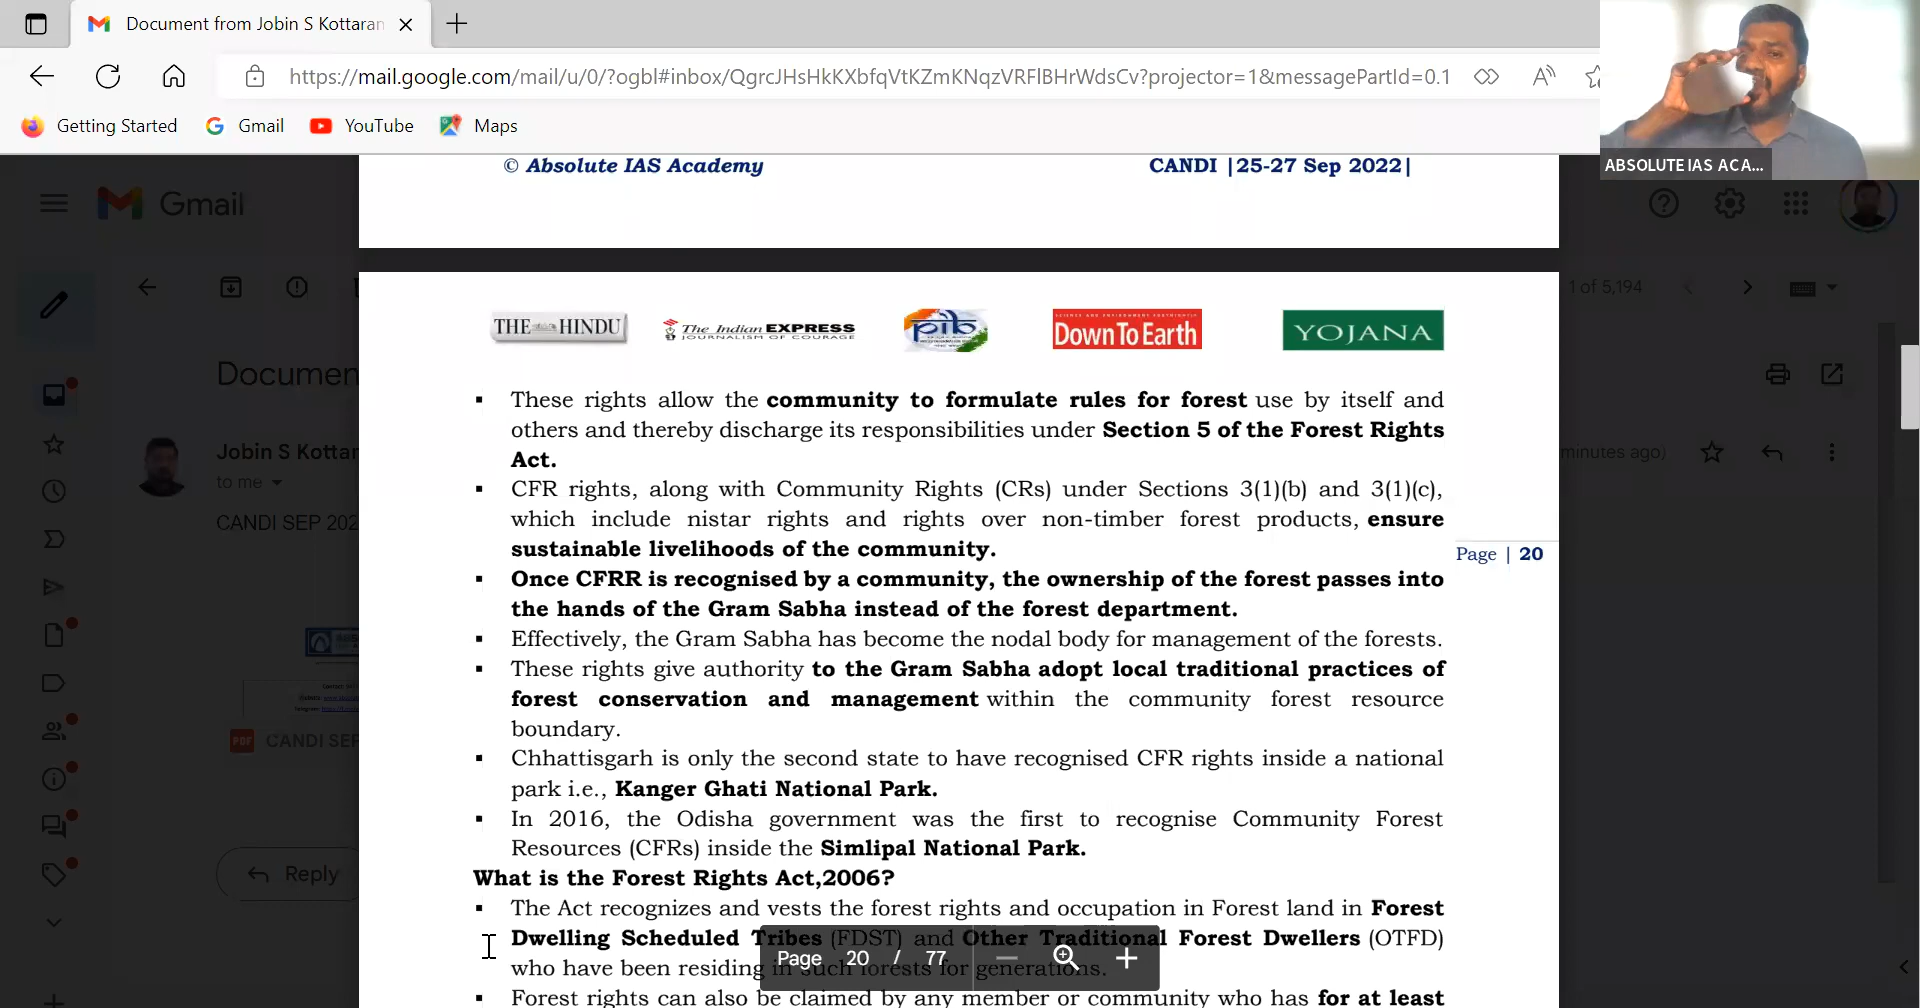 Document from Jobin S Kottaran
https://mail.google.com/mail/u/0/?ogbl#inbox/QgrcJHsHkKXbfqVtKZmKNqzVRFlBHrWdsCv?projector=1&messagePartId=0.1
Getting Started
Gmail
YouTube
Maps
ABSOLUTE IAS ACA...
© Absolute IAS Academy
CANDI |25-27 Sep 2022|
Gmail
1 of 5,194
THE HINDU
The Indian EXPRESS
JOURNALISM OF COURAGE
pib
DownToEarth
YOJANA
Documen
Jobin S Kottar
to me
minutes ago)
CANDI SEP 202
▪ These rights allow the community to formulate rules for forest use by itself and
others and thereby discharge its responsibilities under Section 5 of the Forest Rights
Act.
▪ CFR rights, along with Community Rights (CRs) under Sections 3(1)(b) and 3(1)(c),
which include nistar rights and rights over non-timber forest products, ensure
sustainable livelihoods of the community.
Page | 20
▪ Once CFRR is recognised by a community, the ownership of the forest passes into
the hands of the Gram Sabha instead of the forest department.
▪ Effectively, the Gram Sabha has become the nodal body for management of the forests.
▪ These rights give authority to the Gram Sabha adopt local traditional practices of
forest conservation and management within the community forest resource
boundary.
PDF CANDI SEP
▪ Chhattisgarh is only the second state to have recognised CFR rights inside a national
park i.e., Kanger Ghati National Park.
▪ In 2016, the Odisha government was the first to recognise Community Forest
Resources (CFRs) inside the Simlipal National Park.
Reply
What is the Forest Rights Act,2006?
▪ The Act recognizes and vests the forest rights and occupation in Forest land in Forest
Dwelling Scheduled Tribes (FDST) and Other Traditional Forest Dwellers (OTFD)
who have been residing in such forests for generations.
Page 20 / 77
▪ Forest rights can also be claimed by any member or community who has for at least